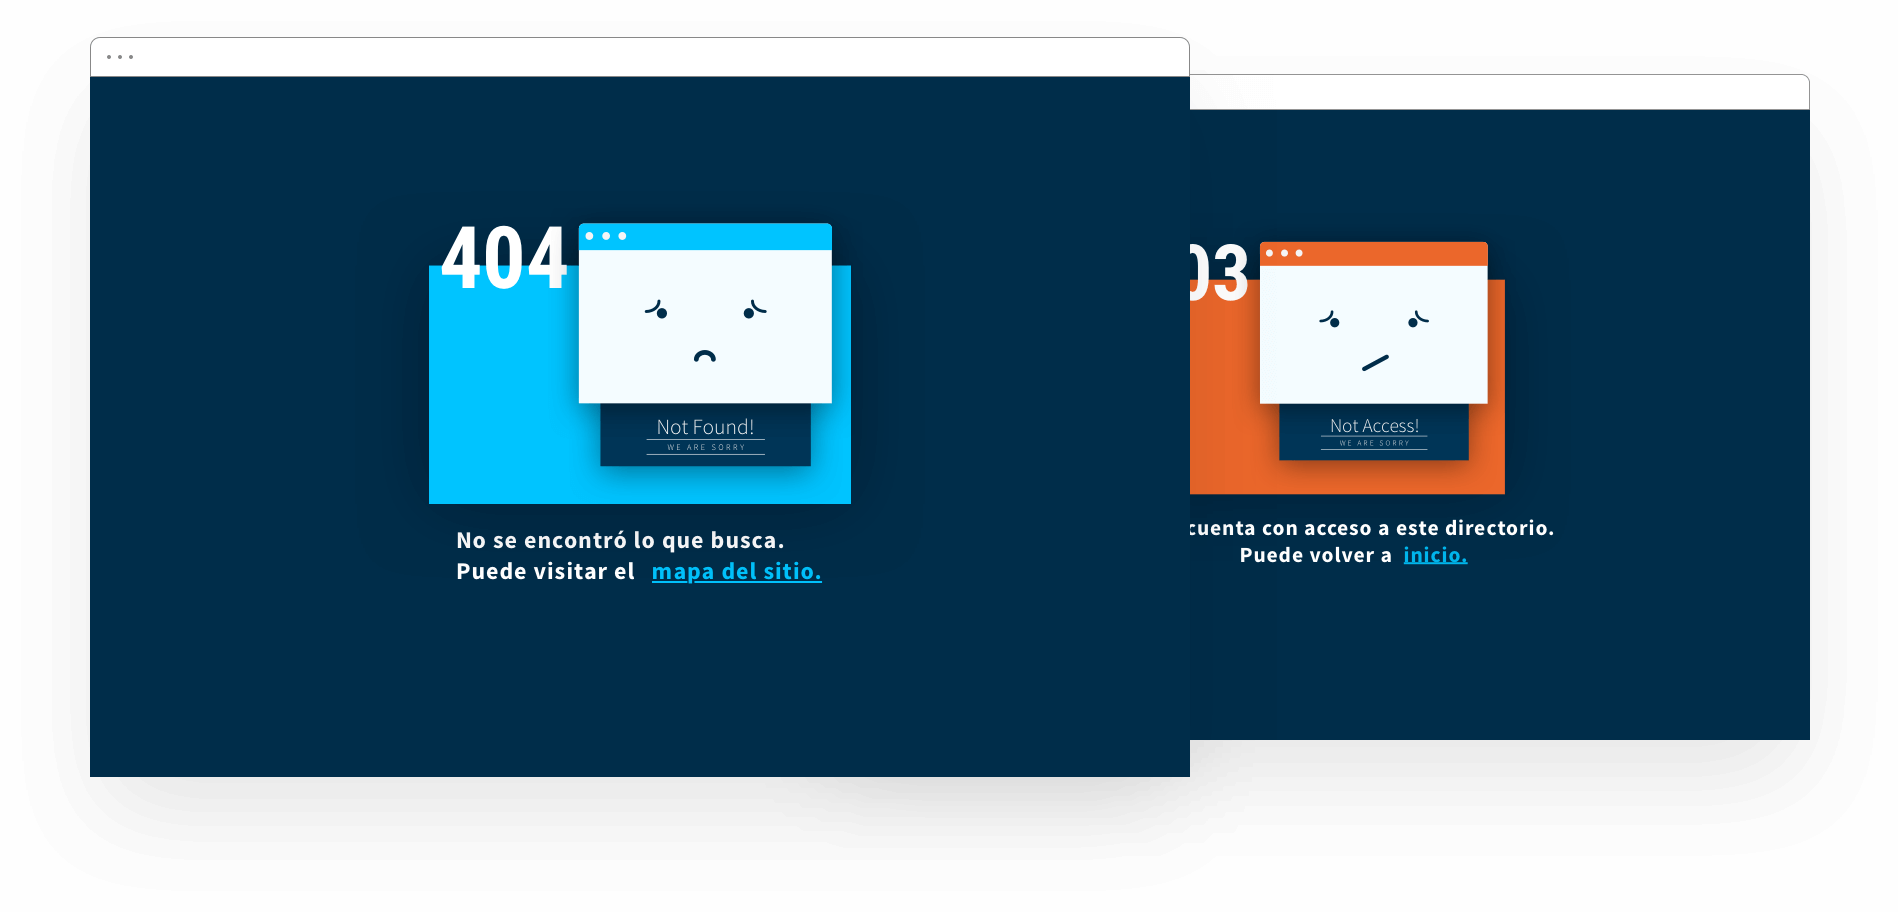 404
Not Found!
WE ARE SORRY
No se encontró lo que busca.
Puede visitar el mapa del sitio.
03
Not Access!
WE ARE SORRY
cuenta con acceso a este directorio.
Puede volver a inicio.